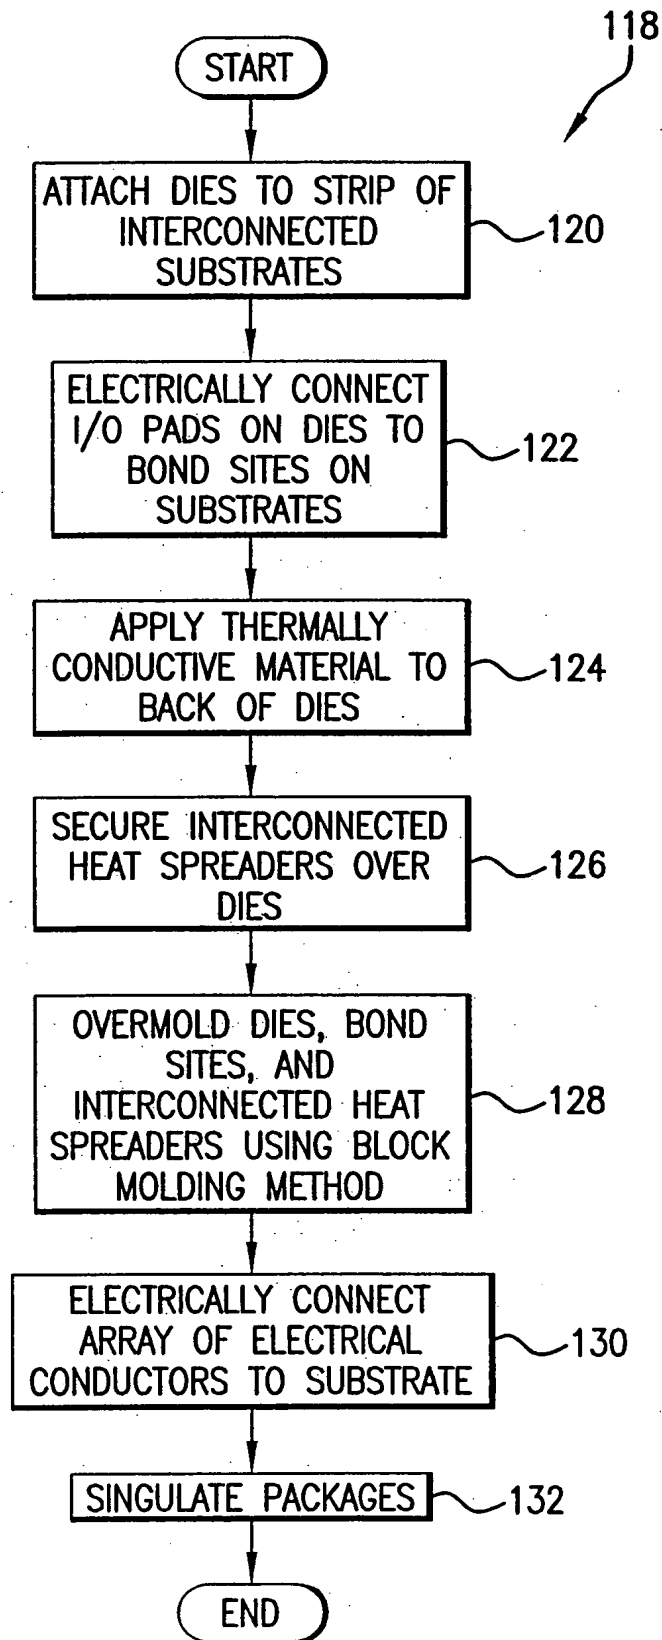 118
START
ATTACH DIES TO STRIP OF
INTERCONNECTED
SUBSTRATES
120
ELECTRICALLY CONNECT
I/O PADS ON DIES TO
BOND SITES ON
SUBSTRATES
122
APPLY THERMALLY
CONDUCTIVE MATERIAL TO
BACK OF DIES
124
SECURE INTERCONNECTED
HEAT SPREADERS OVER
DIES
126
OVERMOLD DIES, BOND
SITES, AND
INTERCONNECTED HEAT
SPREADERS USING BLOCK
MOLDING METHOD
128
ELECTRICALLY CONNECT
ARRAY OF ELECTRICAL
CONDUCTORS TO SUBSTRATE
130
SINGULATE PACKAGES
132
END